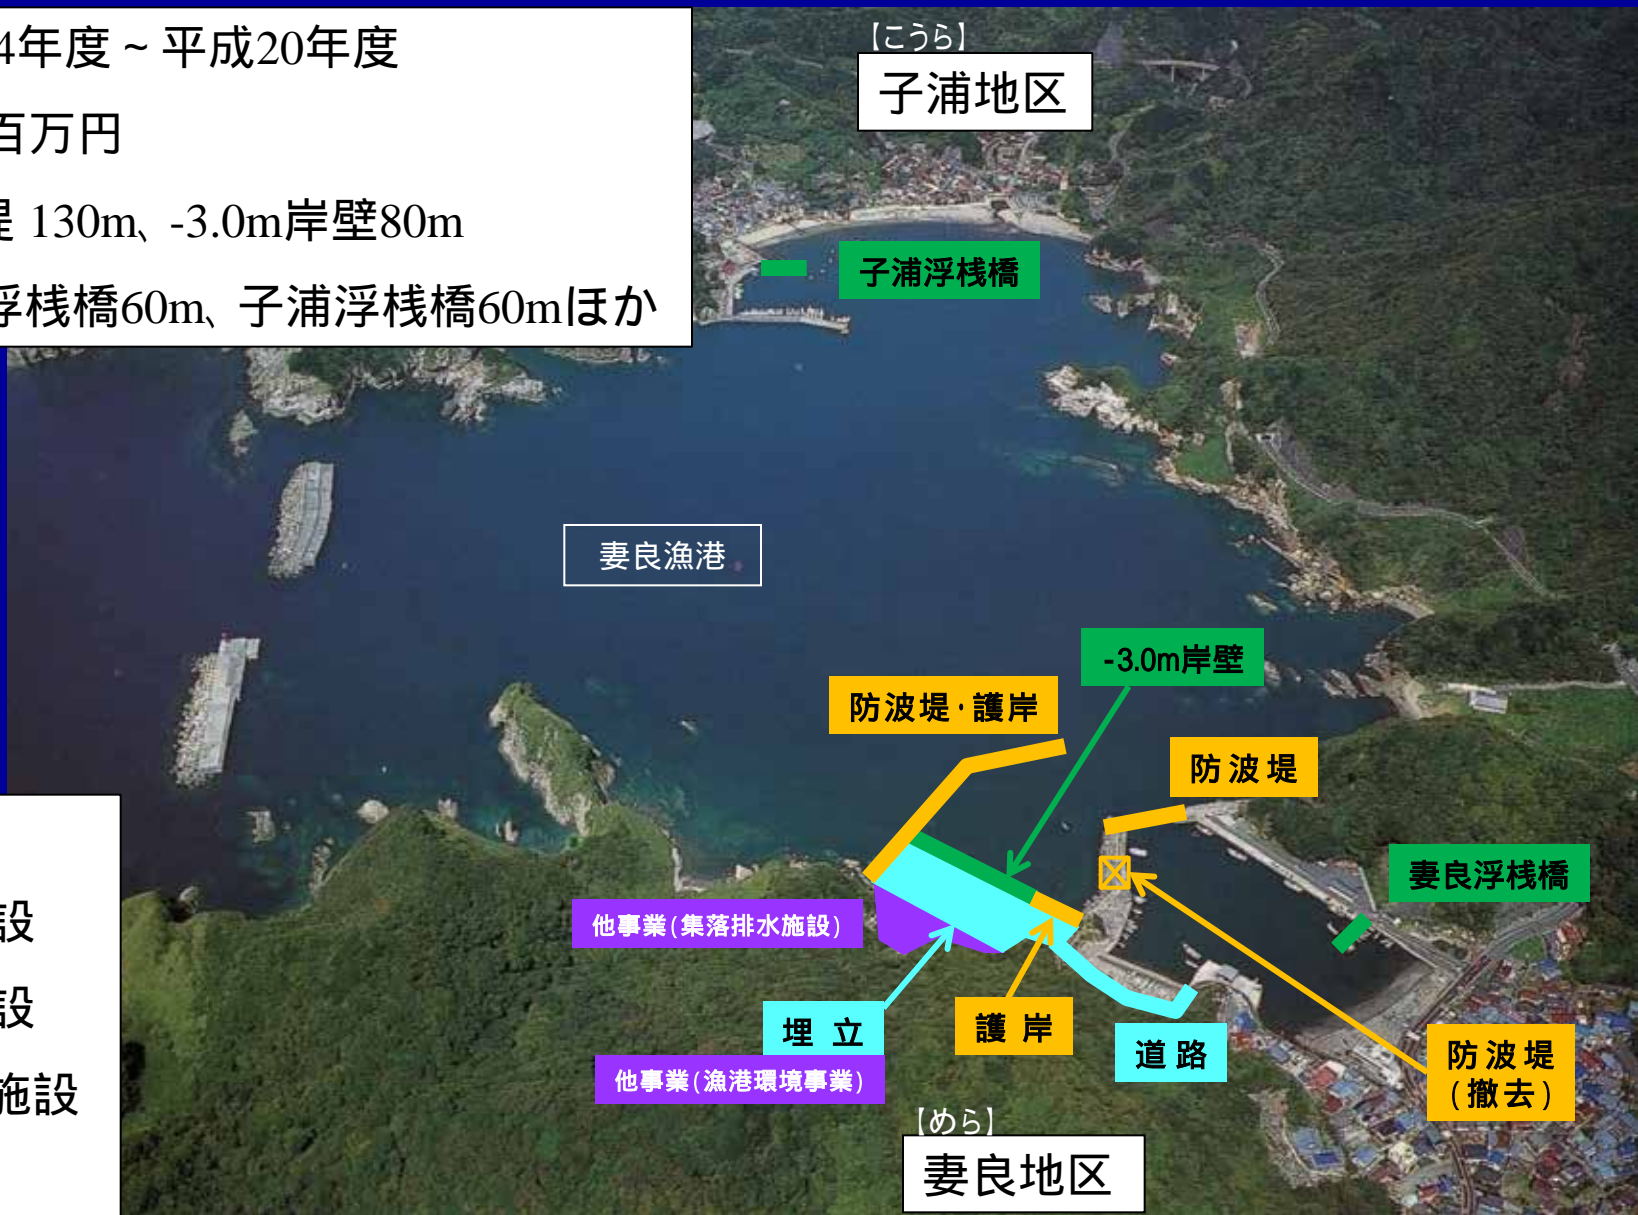 4年度～平成20年度
百万円
堤 130m、-3.0m岸壁80m
浮桟橋60m、子浦浮桟橋60mほか
【こうら】
子浦地区
子浦浮桟橋
妻良漁港
-3.0m岸壁
防波堤・護岸
防波堤
妻良浮桟橋
他事業(集落排水施設)
埋 立
護 岸
道 路
防波堤
(撤去)
他事業(漁港環境事業)
【めら】
妻良地区
設
設
施設